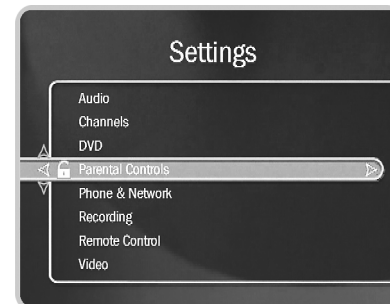 Settings
Audio
Channels
DVD
Parental Controls
Phone & Network
Recording
Remote Control
Video